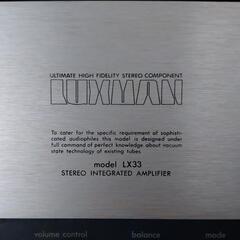 ULTIMATE HIGH FIDELITY STEREO COMPONENT
LUXMAN
To cater for the specific requirement of sophisti-
cated audiophiles this model is designed under
full command of perfect knowledge about vacuum
state technology of existing tubes
model LX33
STEREO INTEGRATED AMPLIFIER
volume control balance mode